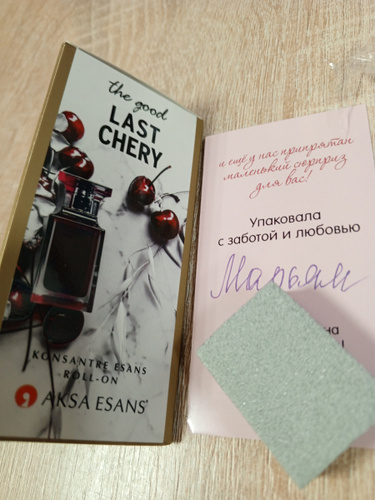 the good
LAST
CHERY
KONSANTRE ESANS
ROLL-ON
AKSA ESANS
и ещё у нас припрятан
маленький сюрприз
для вас!
Упаковала
с заботой и любовью
Марьям
на
!